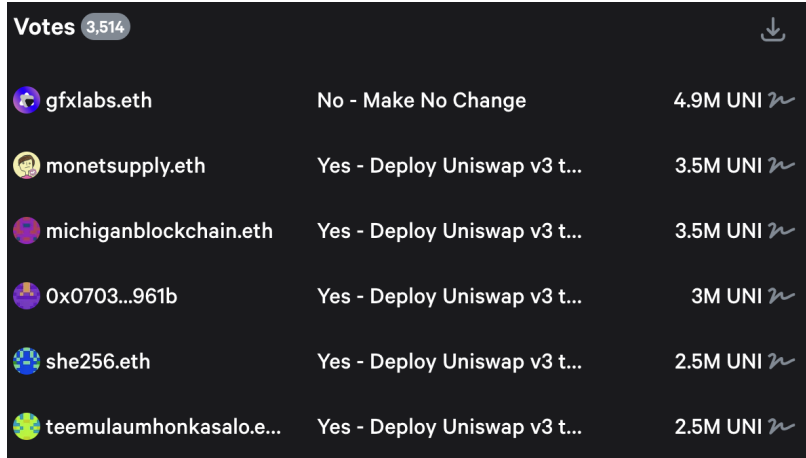 Votes 3,514
gfxlabs.eth No - Make No Change 4.9M UNI
monetsupply.eth Yes - Deploy Uniswap v3 t... 3.5M UNI
michiganblockchain.eth Yes - Deploy Uniswap v3 t... 3.5M UNI
0x0703...961b Yes - Deploy Uniswap v3 t... 3M UNI
she256.eth Yes - Deploy Uniswap v3 t... 2.5M UNI
teemulaumhonkasalo.e... Yes - Deploy Uniswap v3 t... 2.5M UNI